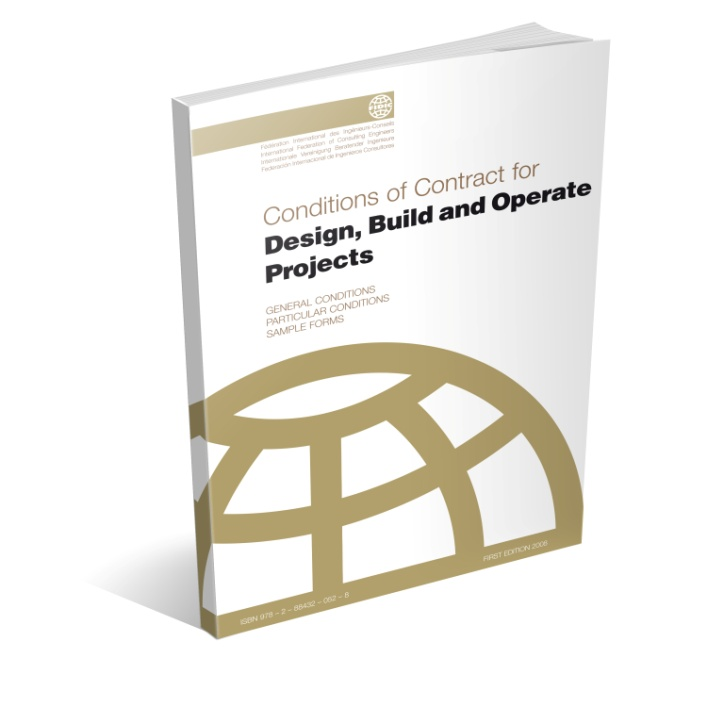 FIDIC
Fédération International des Ingénieurs-Conseils
International Federation of Consulting Engineers
Internationale Vereinigung Beratender Ingenieure
Federación Internacional de Ingenieros Consultores
Conditions of Contract for
Design, Build and Operate
Projects
GENERAL CONDITIONS
PARTICULAR CONDITIONS
SAMPLE FORMS
FIRST EDITION 2008
ISBN 978 – 2 – 88432 – 052 – 8